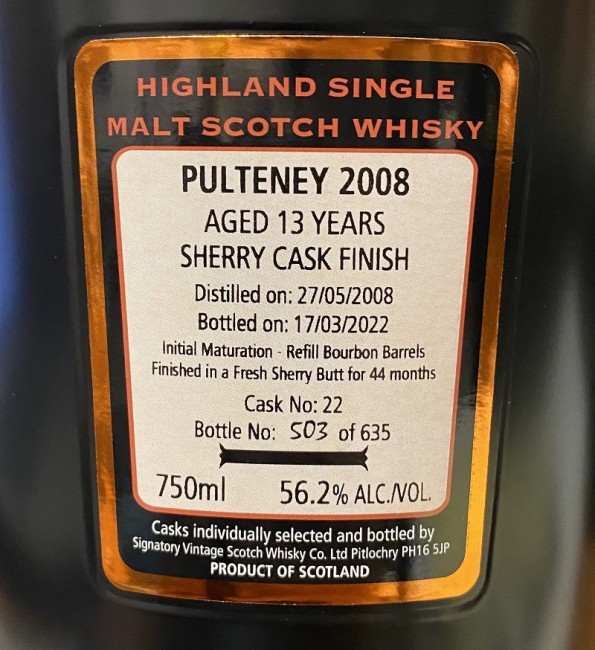 HIGHLAND SINGLE
MALT SCOTCH WHISKY
PULTENEY 2008
AGED 13 YEARS
SHERRY CASK FINISH
Distilled on: 27/05/2008
Bottled on: 17/03/2022
Initial Maturation - Refill Bourbon Barrels
Finished in a Fresh Sherry Butt for 44 months
Cask No: 22
Bottle No: 503 of 635
750ml 56.2% ALC./VOL.
Casks individually selected and bottled by
Signatory Vintage Scotch Whisky Co. Ltd Pitlochry PH16 5JP
PRODUCT OF SCOTLAND